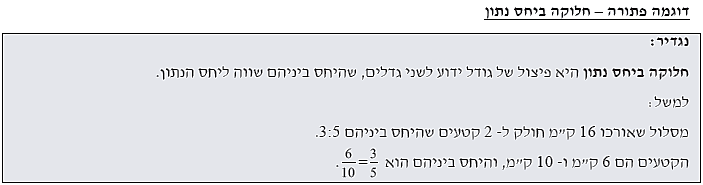 דוגמה פתורה – חלוקה ביחס נתון
נגדיר:
חלוקה ביחס נתון היא פיצול של גודל ידוע לשני גדלים, שהיחס ביניהם שווה ליחס הנתון.
למשל:
מסלול שאורכו 16 ק"מ חולק ל- 2 קטעים שהיחס ביניהם 3:5.
הקטעים הם 6 ק"מ ו- 10 ק"מ, והיחס ביניהם הוא 6/10=3/5.